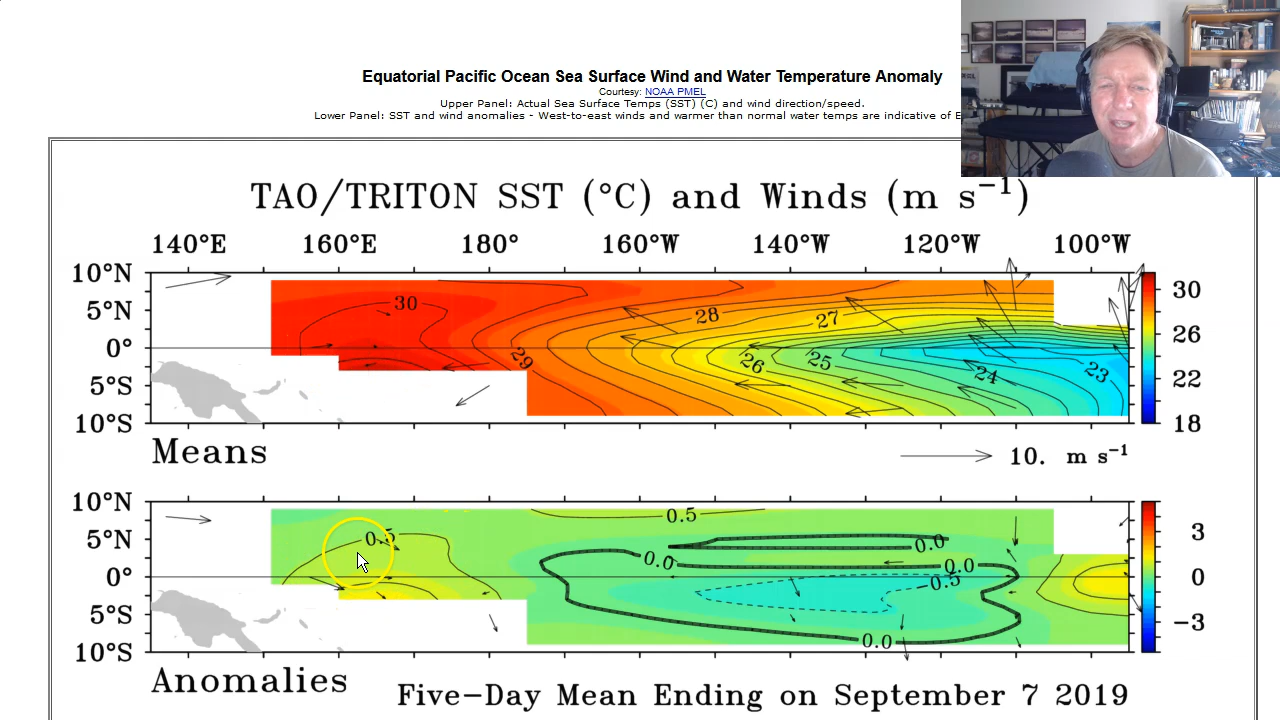 Equatorial Pacific Ocean Sea Surface Wind and Water Temperature Anomaly
Courtesy: NOAA PMEL
Upper Panel: Actual Sea Surface Temps (SST) (C) and wind direction/speed.
Lower Panel: SST and wind anomalies - West-to-east winds and warmer than normal water temps are indicative of E
TAO/TRITON SST (°C) and Winds (m s⁻¹)
140°E 160°E 180° 160°W 140°W 120°W 100°W
10°N
5°N
0°
5°S
10°S
30
29
28
27
26
25
24
23
30
26
22
18
Means
10. m s⁻¹
10°N
5°N
0°
5°S
10°S
0.5
0.5
0.0
0.0
0.0
−0.5
0.0
3
0
−3
Anomalies
Five−Day Mean Ending on September 7 2019